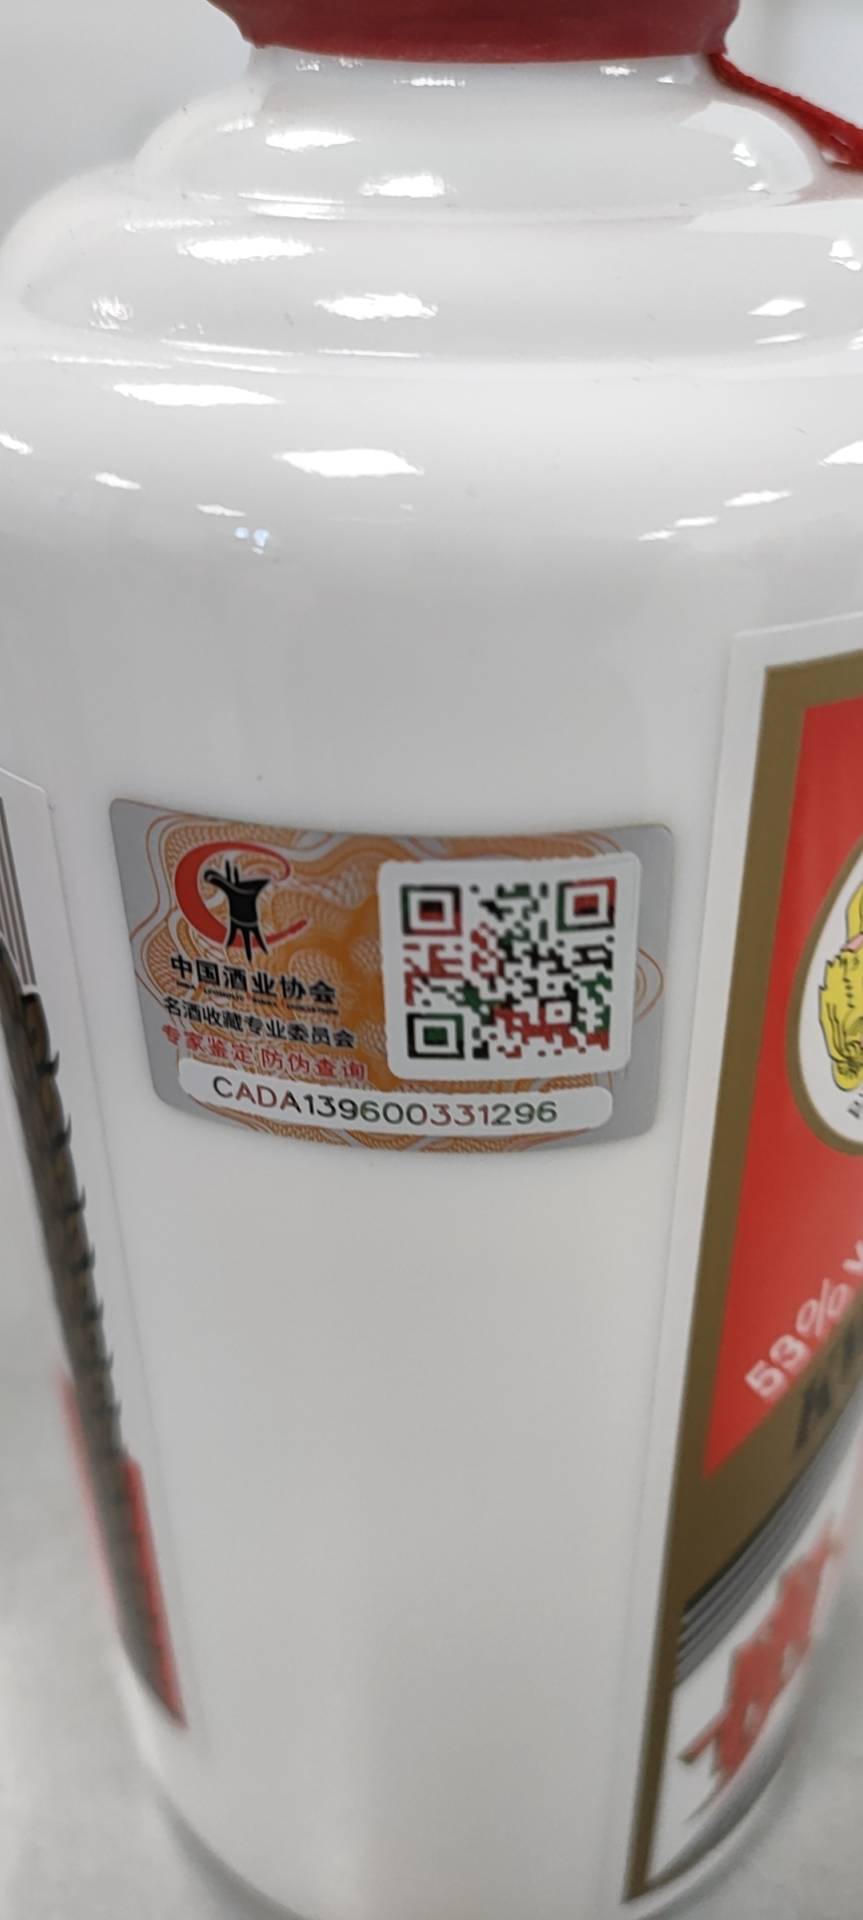 中国酒业协会
名酒收藏专业委员会
专家鉴定 防伪查询
CADA139600331296
53%